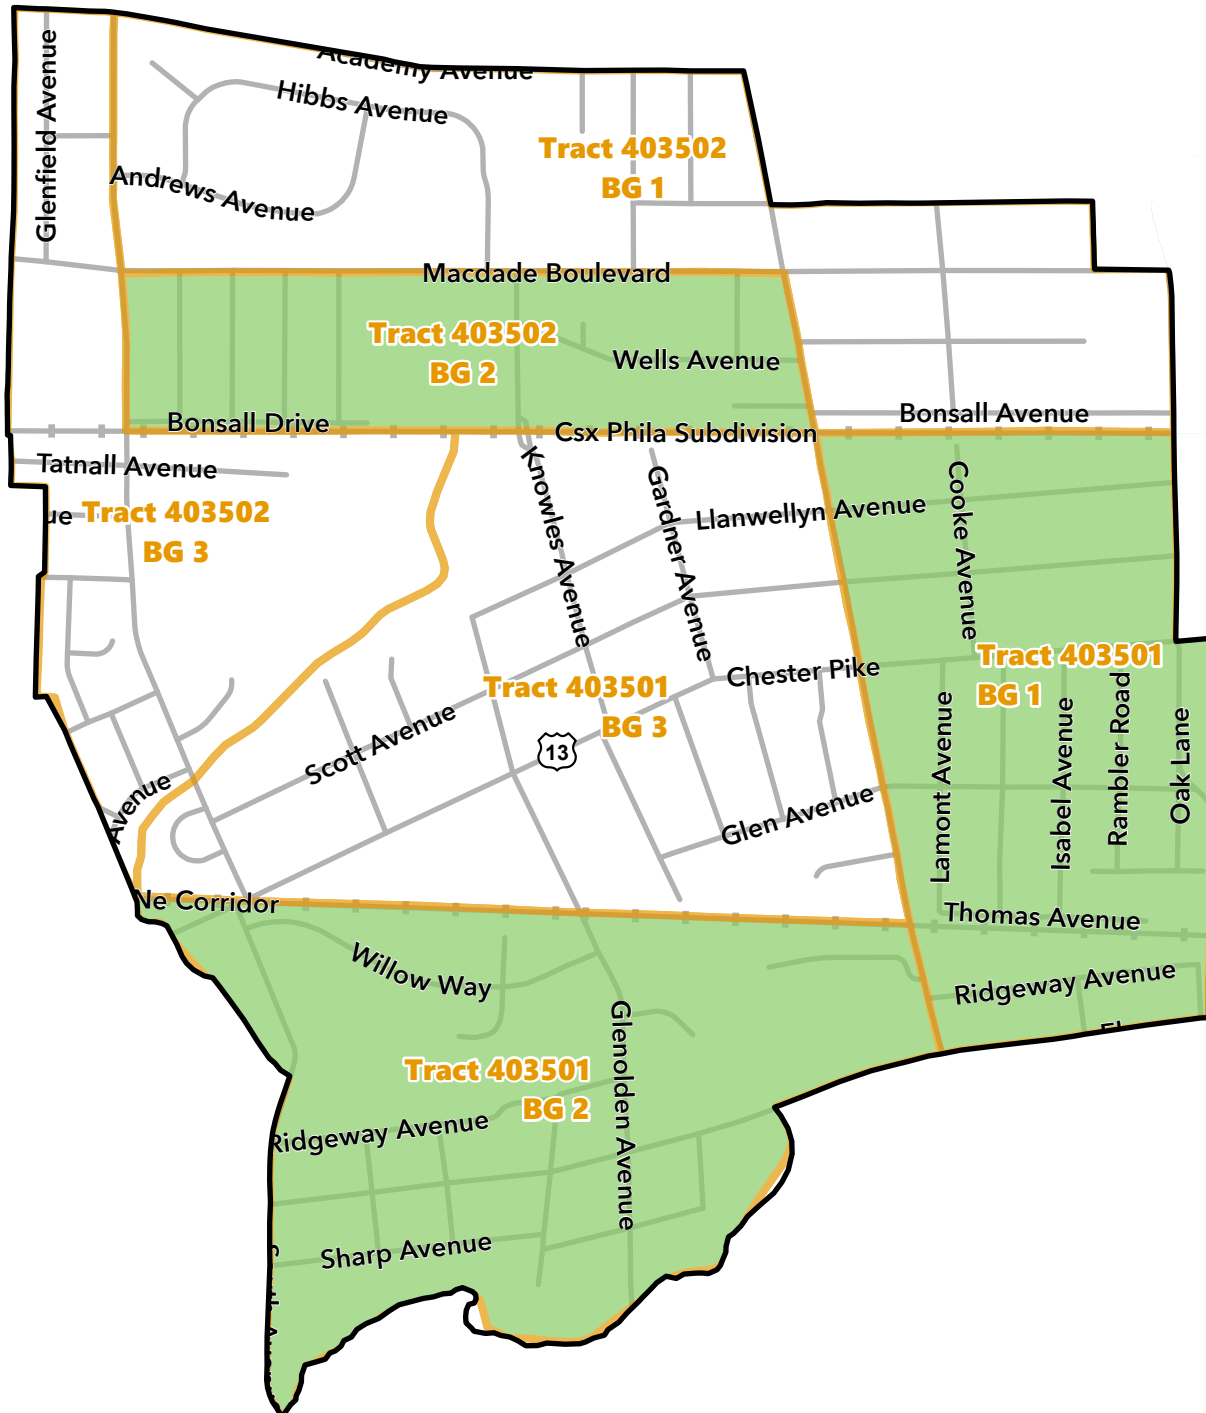 Academy Avenue
Glenfield Avenue
Hibbs Avenue
Tract 403502
BG 1
Andrews Avenue
Macdade Boulevard
Tract 403502
BG 2
Wells Avenue
Bonsall Avenue
Bonsall Drive
Csx Phila Subdivision
Tatnall Avenue
Knowles Avenue
Gardner Avenue
Cooke Avenue
Llanwellyn Avenue
ue
Tract 403502
BG 3
Tract 403501
BG 1
Chester Pike
Tract 403501
BG 3
Scott Avenue
13
Lamont Avenue
Isabel Avenue
Rambler Road
Oak Lane
Avenue
Glen Avenue
Ne Corridor
Thomas Avenue
Willow Way
Ridgeway Avenue
Glenolden Avenue
Tract 403501
BG 2
Ridgeway Avenue
Sharp Avenue